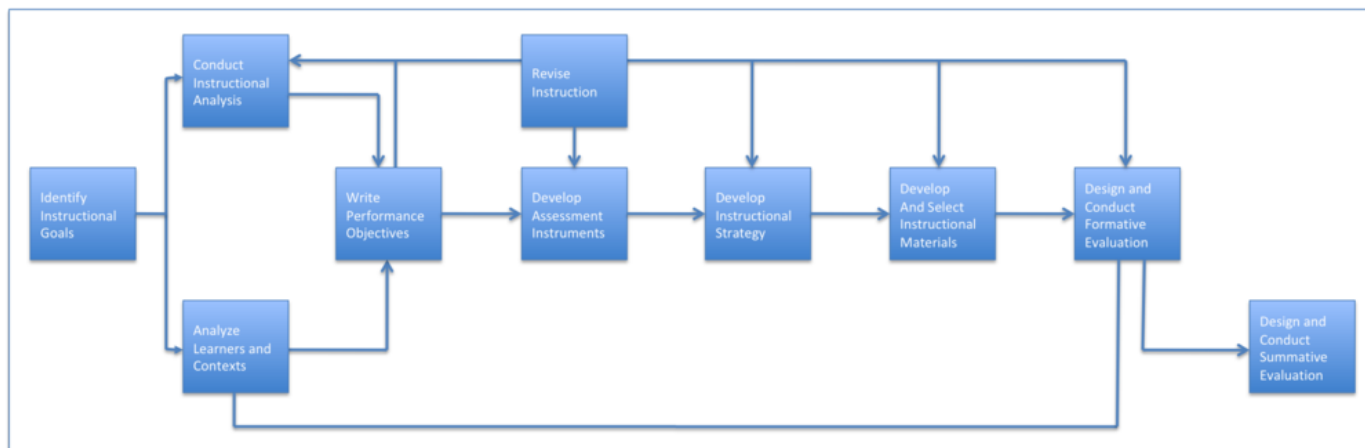 Conduct
Instructional
Analysis
Revise
Instruction
Identify
Instructional
Goals
Write
Performance
Objectives
Develop
Assessment
Instruments
Develop
Instructional
Strategy
Develop
And Select
Instructional
Materials
Design and
Conduct
Formative
Evaluation
Analyze
Learners and
Contexts
Design and
Conduct
Summative
Evaluation